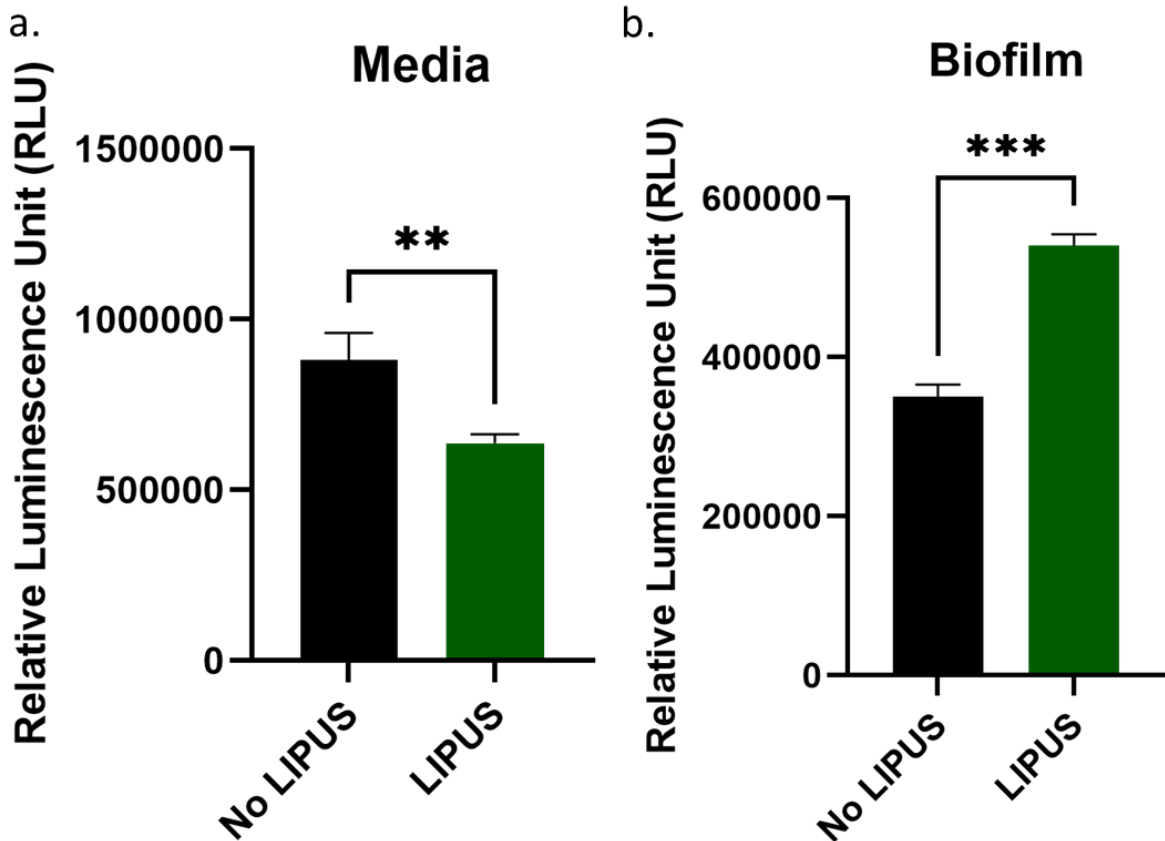 a.
Media
Relative Luminescence Unit (RLU)
1500000
1000000
500000
0
**
No LIPUS
LIPUS
b.
Biofilm
Relative Luminescence Unit (RLU)
600000
400000
200000
0
***
No LIPUS
LIPUS